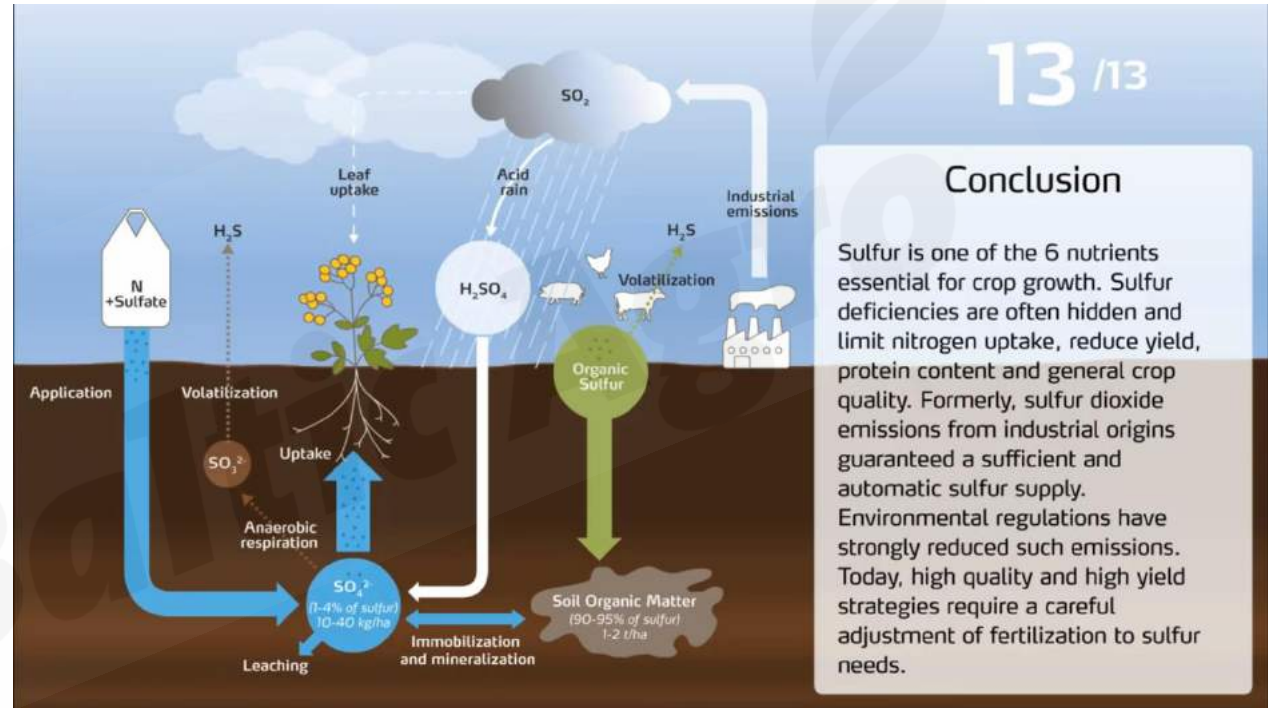 13 /13
Conclusion
Sulfur is one of the 6 nutrients
essential for crop growth. Sulfur
deficiencies are often hidden and
limit nitrogen uptake, reduce yield,
protein content and general crop
quality. Formerly, sulfur dioxide
emissions from industrial origins
guaranteed a sufficient and
automatic sulfur supply.
Environmental regulations have
strongly reduced such emissions.
Today, high quality and high yield
strategies require a careful
adjustment of fertilization to sulfur
needs.
SO₂
Leaf
uptake
Acid
rain
Industrial
emissions
H₂S
H₂S
N
+Sulfate
H₂SO₄
Volatilization
Organic
Sulfur
Application
Volatilization
Uptake
SO₃²⁻
Anaerobic
respiration
SO₄²⁻
(1-4% of sulfur)
10-40 kg/ha
Soil Organic Matter
(90-95% of sulfur)
1-2 t/ha
Immobilization
and mineralization
Leaching
Baltic Agro